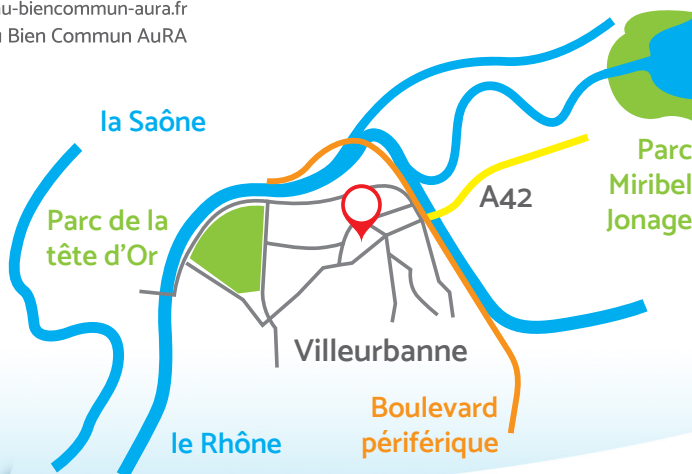 u-biencommun-aura.fr
Bien Commun AuRA
la Saône
Parc
Miribel
Jonage
A42
Parc de la
tête d'Or
Villeurbanne
Boulevard
périférique
le Rhône